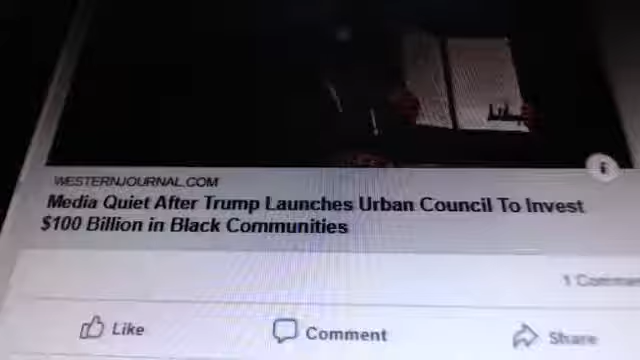 WESTERNJOURNAL.COM
Media Quiet After Trump Launches Urban Council To Invest
$100 Billion in Black Communities
1 Comment
Like
Comment
Share